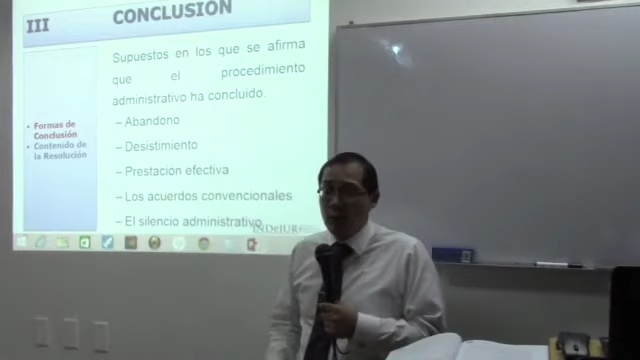 III CONCLUSIÓN
Supuestos en los que se afirma
que el procedimiento
administrativo ha concluido.
– Abandono
– Desistimiento
– Prestación efectiva
– Los acuerdos convencionales
– El silencio administrativo
• Formas de
Conclusión
• Contenido de
la Resolución
INDeJUR